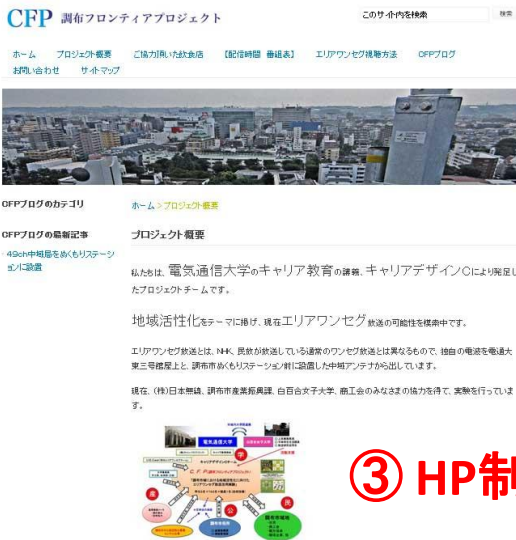 CFP 調布フロンティアプロジェクト
このサイト内を検索
検索
ホーム プロジェクト概要 ご協力頂いた飲食店 【配信時間 番組表】 エリアワンセグ視聴方法 CFPブログ
お問い合わせ サイトマップ
CFPブログのカテゴリ
ホーム > プロジェクト概要
CFPブログの最新記事
プロジェクト概要
49ch中域局をぬくもりステーションに設置
私たちは、電気通信大学のキャリア教育の講義、キャリアデザインCにより発足し
たプロジェクトチームです。
地域活性化をテーマに掲げ、現在エリアワンセグ放送の可能性を模索中です。
エリアワンセグ放送とは、NHK、民放が放送している通常のワンセグ放送とは異なるもので、独自の電波を電通大
東三号館屋上と、調布市ぬくもりステーション前に設置した中域アンテナから出しています。
現在、(株)日本無線、調布市産業振興課、白百合女子大学、商工会のみなさまの協力を得て、実験を行っていま
す。
電気通信大学
学
産
公
民
③ HP制